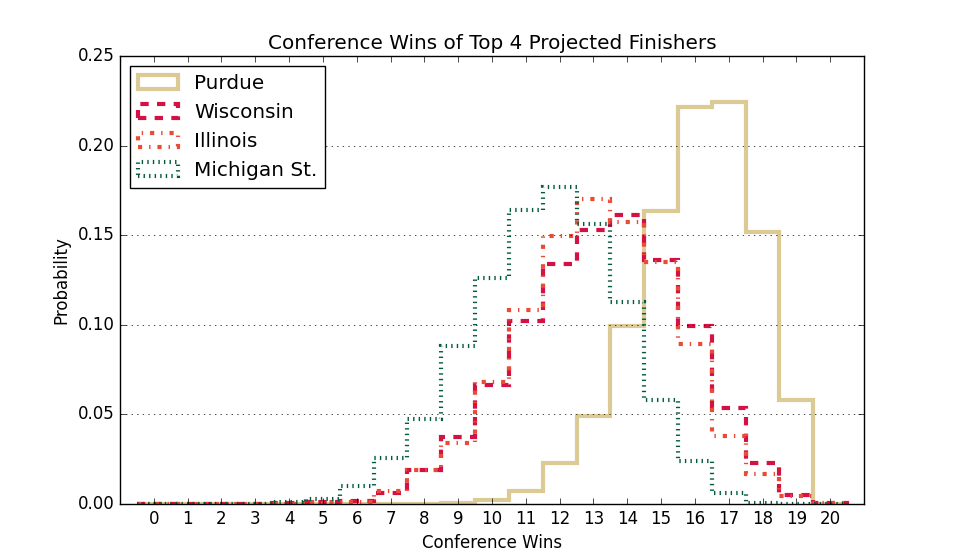 Conference Wins of Top 4 Projected Finishers
0.25
0.20
0.15
0.10
0.05
0.00
Probability
Purdue
Wisconsin
Illinois
Michigan St.
0 1 2 3 4 5 6 7 8 9 10 11 12 13 14 15 16 17 18 19 20
Conference Wins